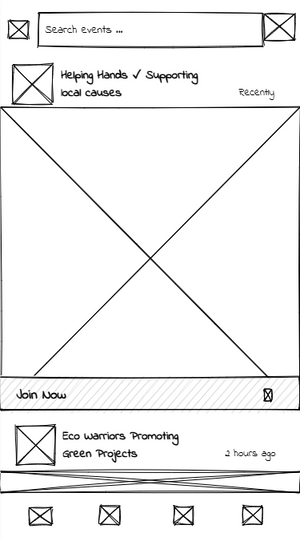 Search events ...
Helping Hands ✓ Supporting
local causes
Recently
Join Now
Eco Warriors Promoting
Green Projects
2 hours ago